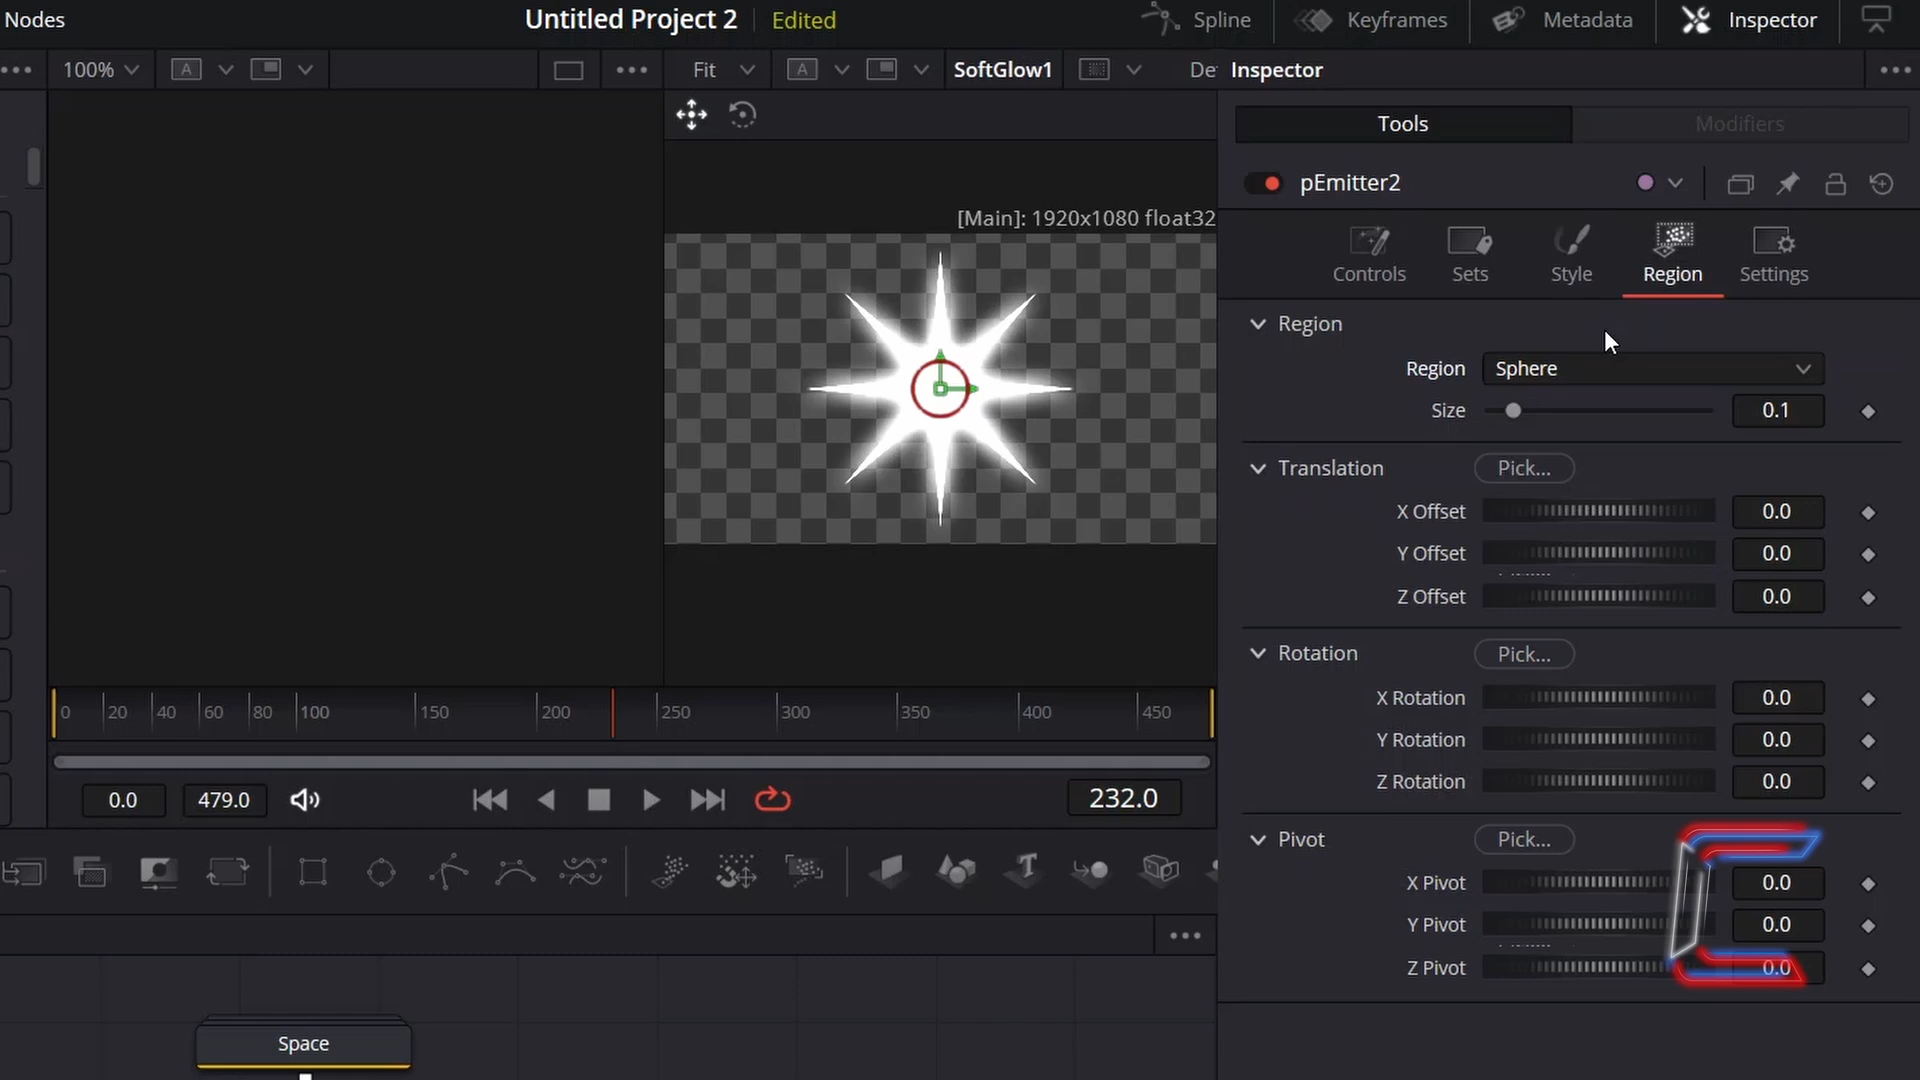 Nodes
Untitled Project 2
Edited
Spline
Keyframes
Metadata
Inspector
100%
A
Fit
A
SoftGlow1
De
Inspector
Tools
Modifiers
pEmitter2
[Main]: 1920x1080 float32
Controls
Sets
Style
Region
Settings
Region
Region
Sphere
Size
0.1
Translation
Pick...
X Offset
0.0
Y Offset
0.0
Z Offset
0.0
Rotation
Pick...
X Rotation
0.0
Y Rotation
0.0
Z Rotation
0.0
0
20
40
60
80
100
150
200
250
300
350
400
450
0.0
479.0
232.0
Pivot
Pick...
X Pivot
0.0
Y Pivot
0.0
Z Pivot
0.0
T
Space